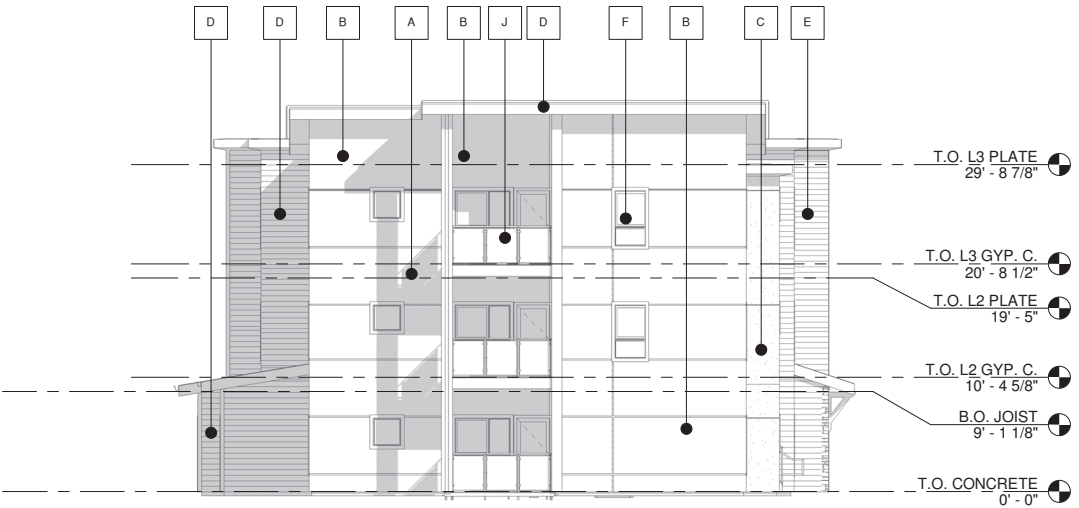 D D B A B J D F B C E
T.O. L3 PLATE
29' - 8 7/8"
T.O. L3 GYP. C.
20' - 8 1/2"
T.O. L2 PLATE
19' - 5"
T.O. L2 GYP. C.
10' - 4 5/8"
B.O. JOIST
9' - 1 1/8"
T.O. CONCRETE
0' - 0"